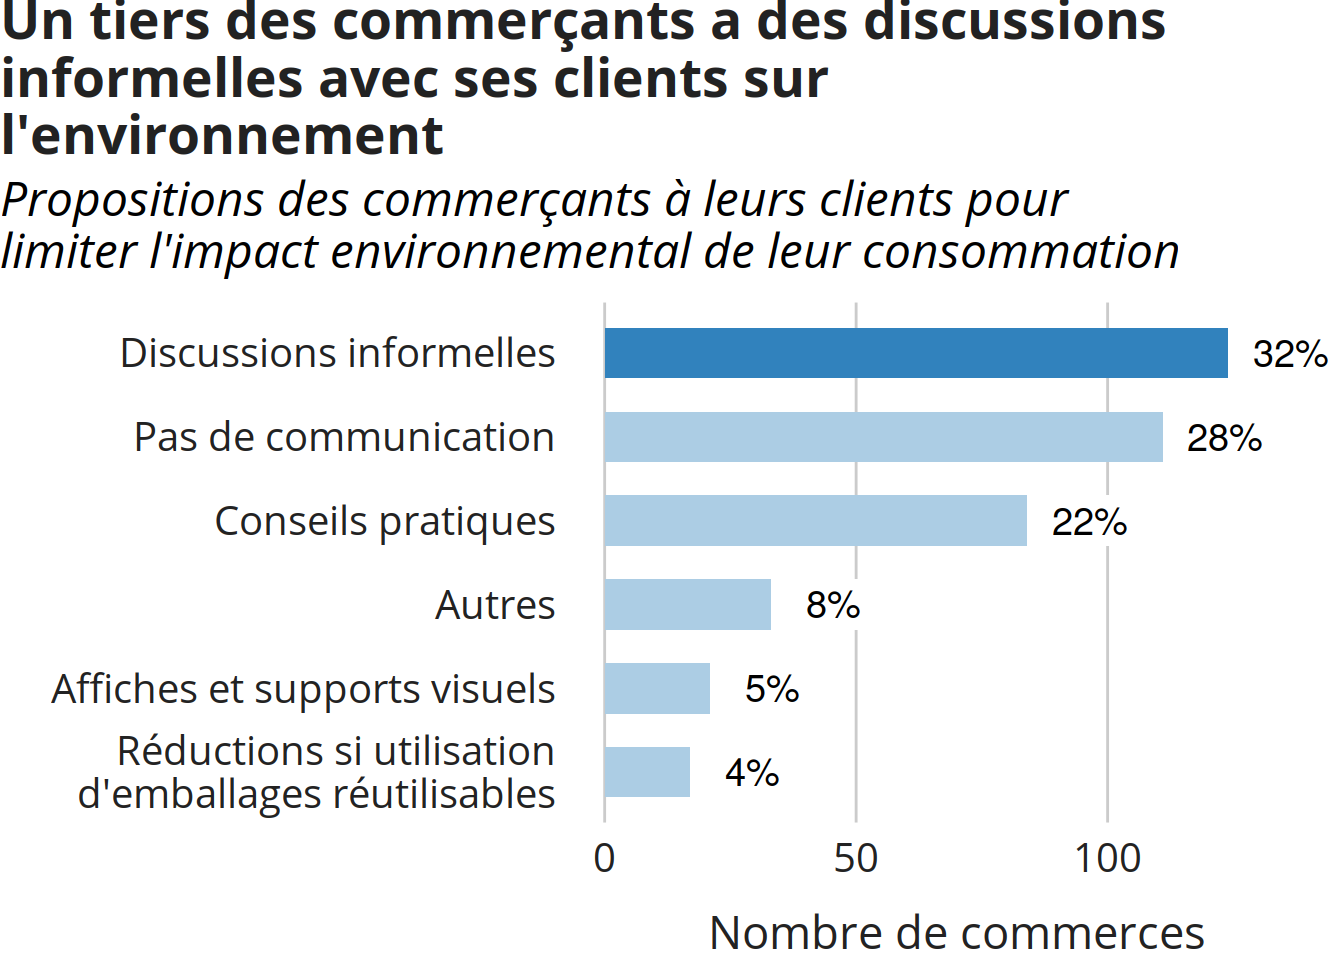 Un tiers des commerçants a des discussions
informelles avec ses clients sur
l'environnement
Propositions des commerçants à leurs clients pour
limiter l'impact environnemental de leur consommation
Discussions informelles
32%
Pas de communication
28%
Conseils pratiques
22%
Autres
8%
Affiches et supports visuels
5%
Réductions si utilisation
d'emballages réutilisables
4%
0 50 100
Nombre de commerces